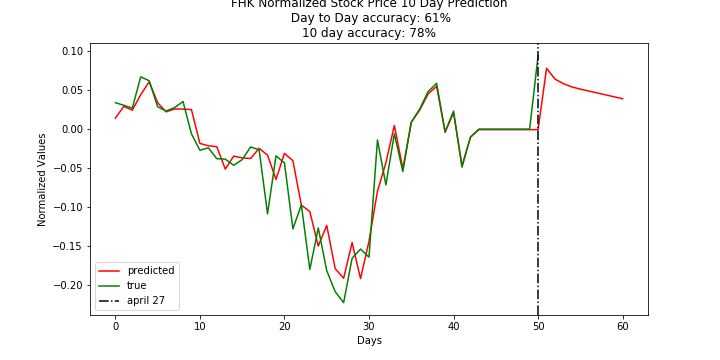 FHK Normalized Stock Price 10 Day Prediction
Day to Day accuracy: 61%
10 day accuracy: 78%
0.10
0.05
0.00
−0.05
−0.10
−0.15
−0.20
Normalized Values
predicted
true
april 27
0 10 20 30 40 50 60
Days